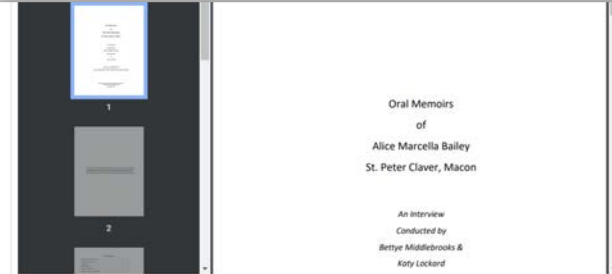 1
2
Oral Memoirs
of
Alice Marcella Bailey
St. Peter Claver, Macon
An Interview
Conducted by
Bettye Middlebrooks &
Katy Lockard